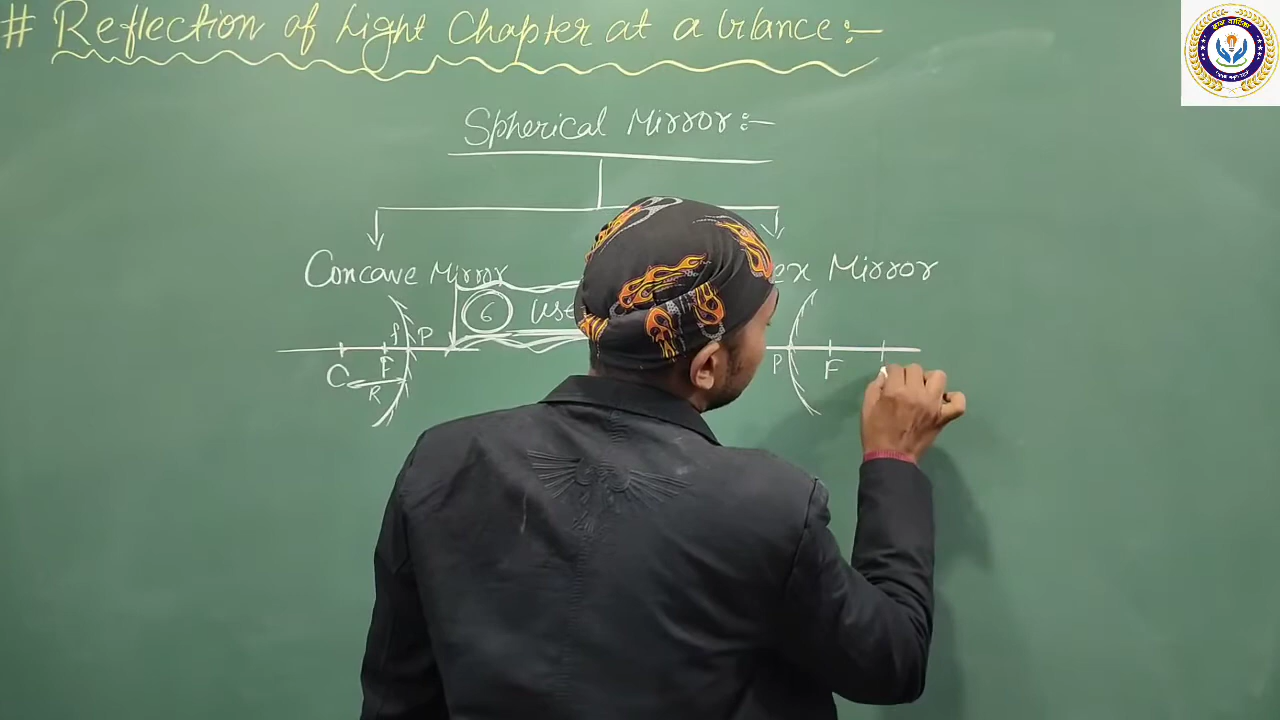 # Reflection of Light Chapter at a Glance:-
Spherical Mirror:-
Concave Mirror
Mirror
6
f P
P
F
C F
R